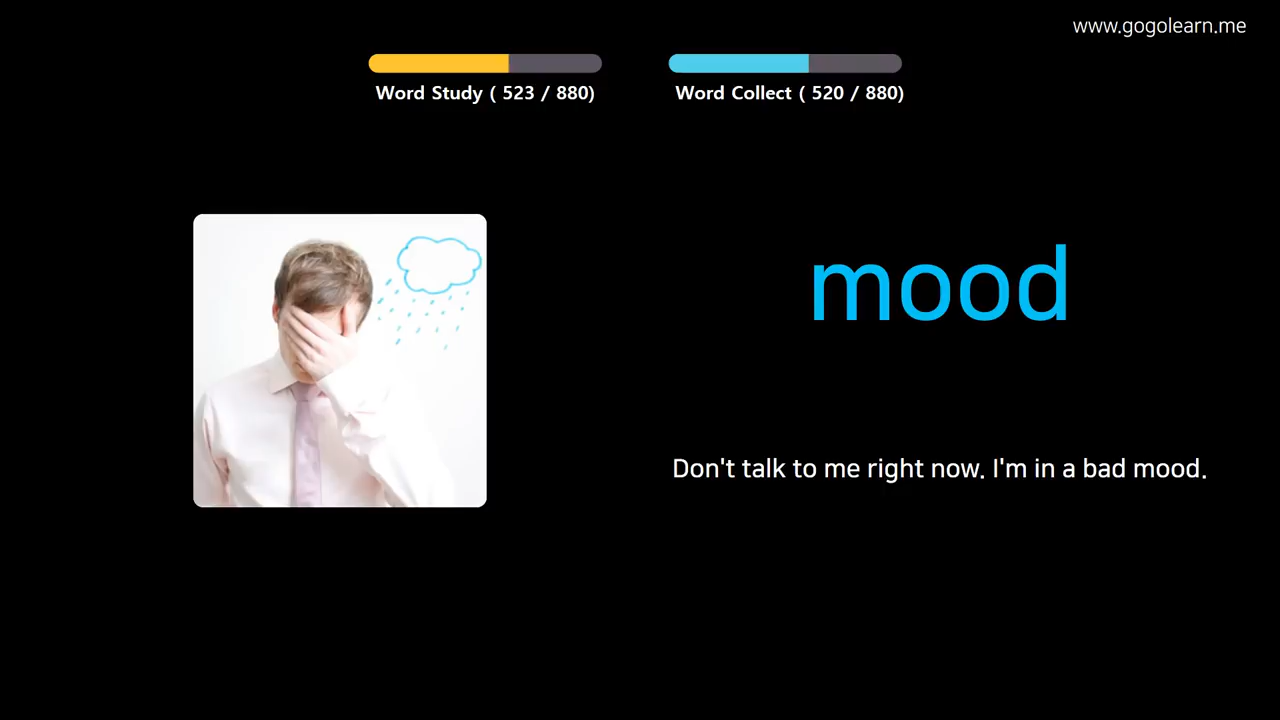 www.gogolearn.me
Word Study ( 523 / 880)
Word Collect ( 520 / 880)
mood
Don't talk to me right now. I'm in a bad mood.